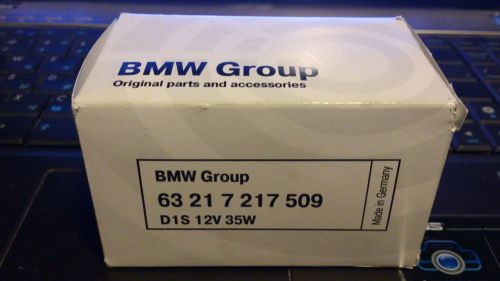 BMW Group
Original parts and accessories
BMW Group
63 21 7 217 509
D1S 12V 35W
Made in Germany